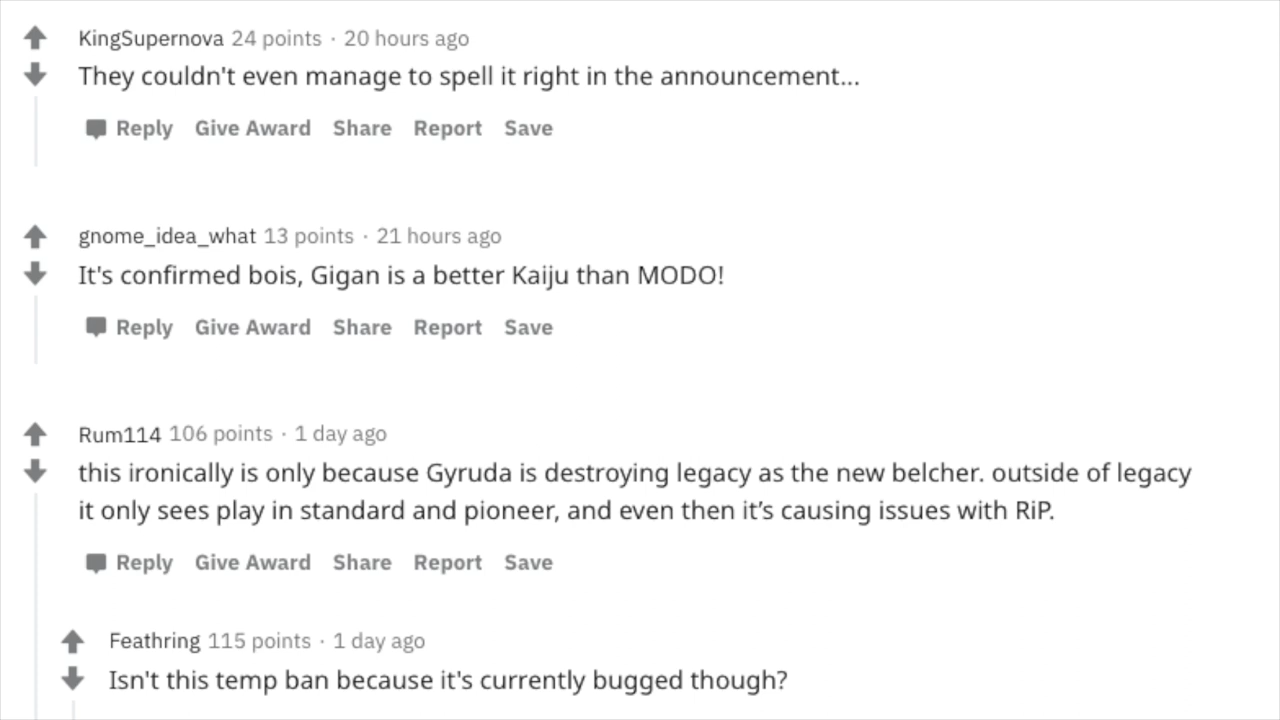 KingSupernova 24 points · 20 hours ago
They couldn't even manage to spell it right in the announcement...
Reply Give Award Share Report Save
gnome_idea_what 13 points · 21 hours ago
It's confirmed bois, Gigan is a better Kaiju than MODO!
Reply Give Award Share Report Save
Rum114 106 points · 1 day ago
this ironically is only because Gyruda is destroying legacy as the new belcher. outside of legacy
it only sees play in standard and pioneer, and even then it’s causing issues with RiP.
Reply Give Award Share Report Save
Feathring 115 points · 1 day ago
Isn't this temp ban because it's currently bugged though?